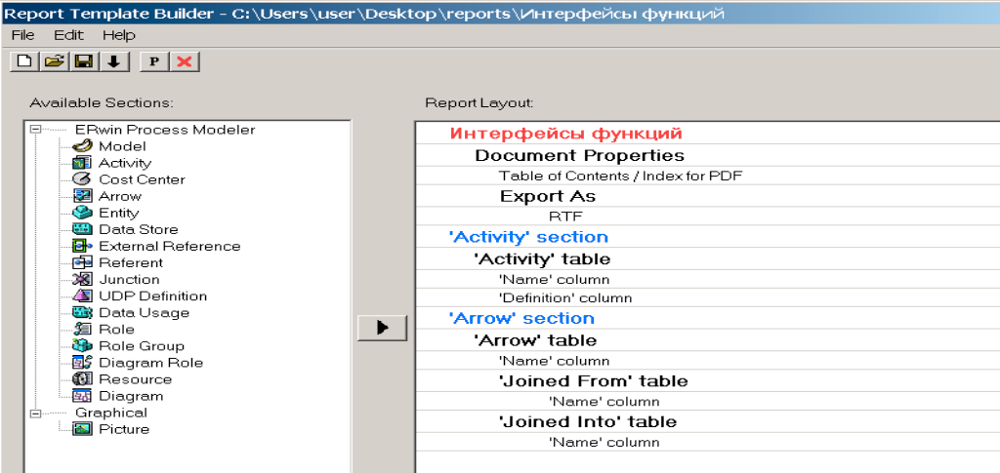 Report Template Builder - C:\Users\user\Desktop\reports\Интерфейсы функций
File Edit Help
P
Available Sections:
ERwin Process Modeler
Model
Activity
Cost Center
Arrow
Entity
Data Store
External Reference
Referent
Junction
UDP Definition
Data Usage
Role
Role Group
Diagram Role
Resource
Diagram
Graphical
Picture
Report Layout:
Интерфейсы функций
Document Properties
Table of Contents / Index for PDF
Export As
RTF
'Activity' section
'Activity' table
'Name' column
'Definition' column
'Arrow' section
'Arrow' table
'Name' column
'Joined From' table
'Name' column
'Joined Into' table
'Name' column